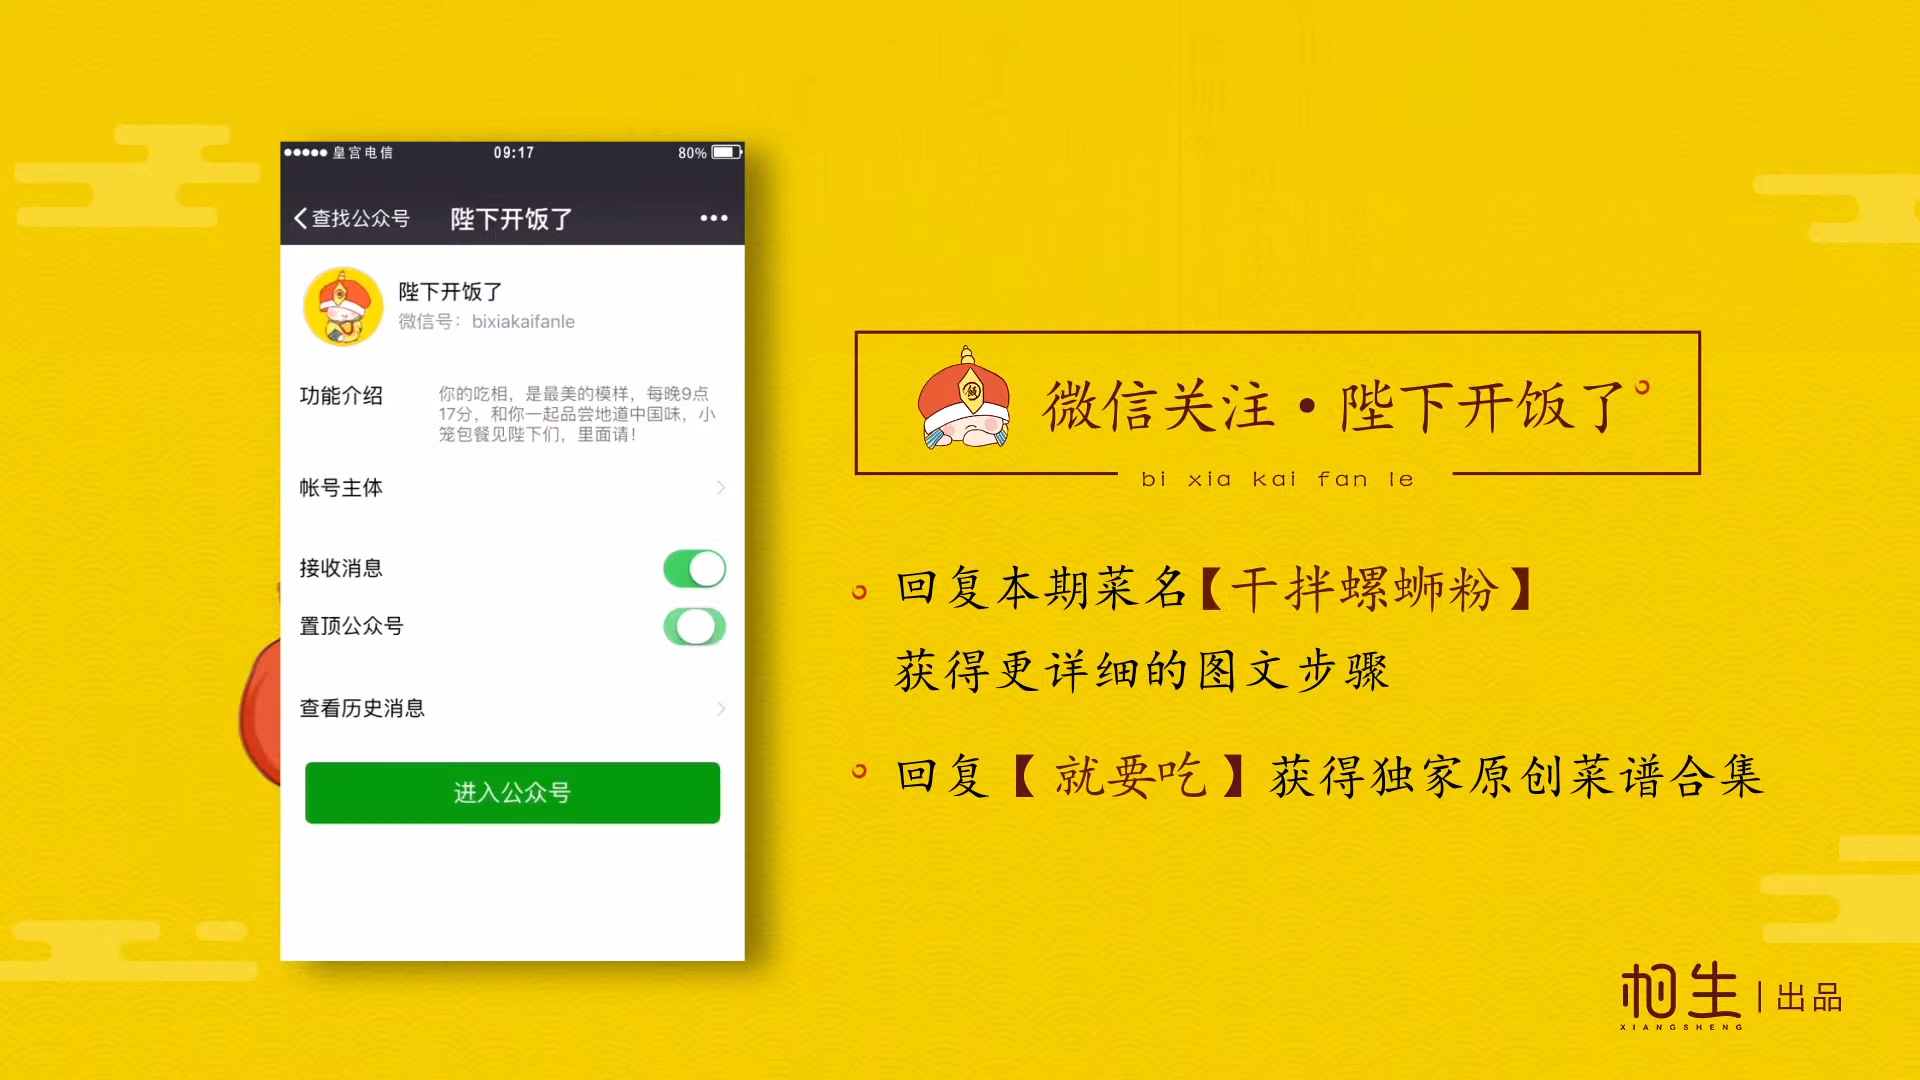 皇宫电信 09:17 80%
查找公众号 陛下开饭了
陛下开饭了
微信号：bixiakaifanle
功能介绍
你的吃相，是最美的模样，每晚9点
17分，和你一起品尝地道中国味，小
笼包餐见陛下们，里面请！
帐号主体
接收消息
置顶公众号
查看历史消息
进入公众号
微信关注·陛下开饭了
bi xia kai fan le
回复本期菜名【干拌螺蛳粉】
获得更详细的图文步骤
回复【就要吃】获得独家原创菜谱合集
相生 | 出品
XIANGSHENG